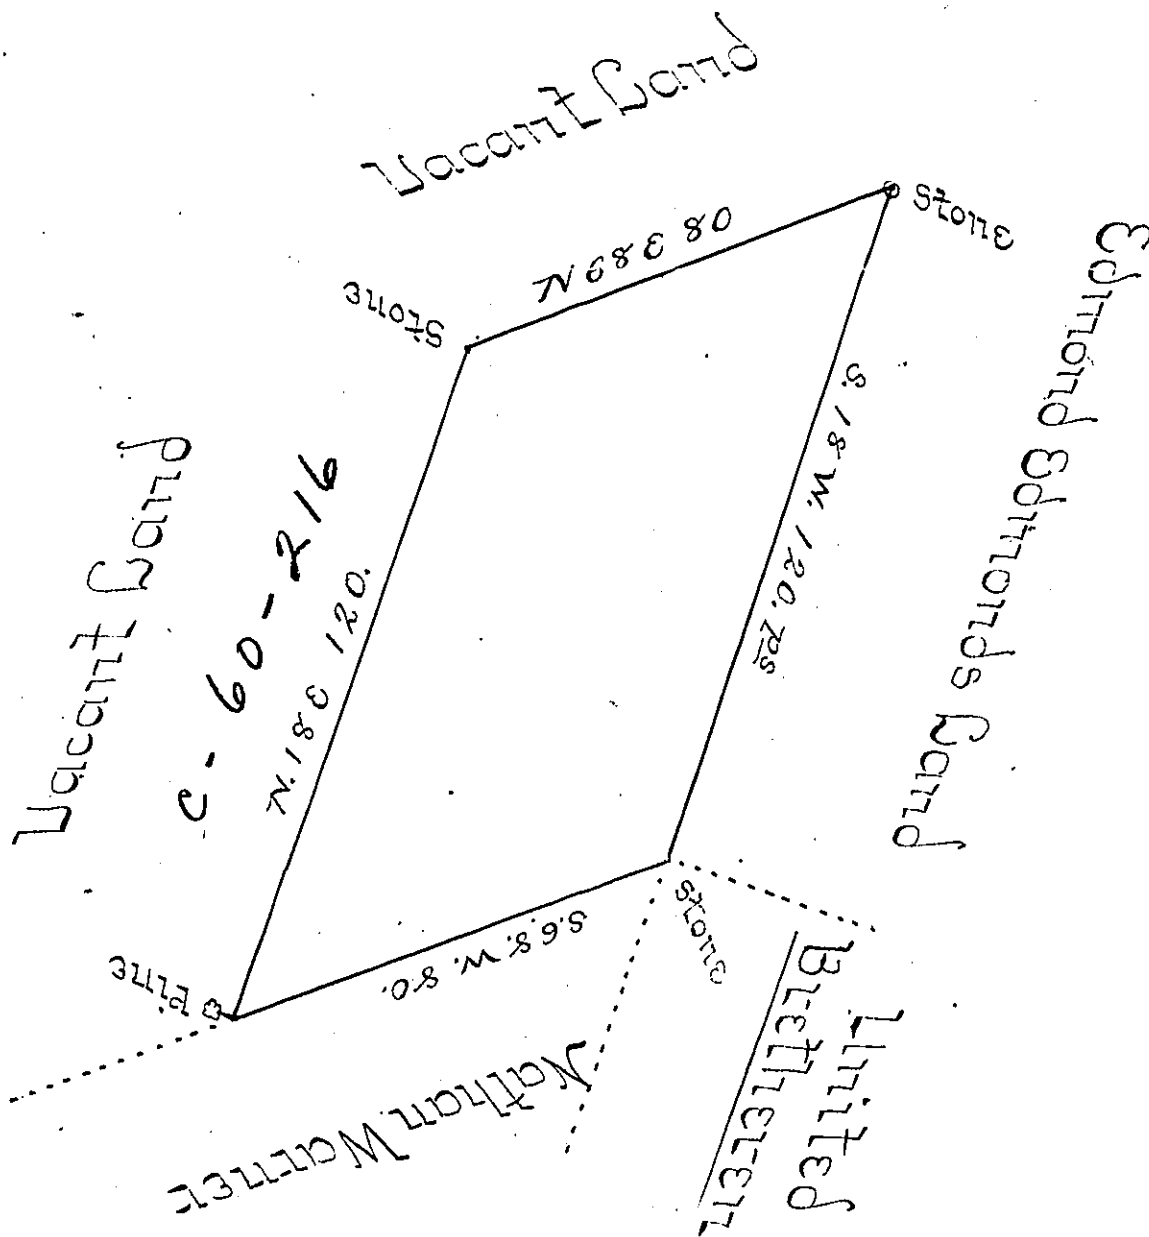 Vacant Land
Stone
N 68 E 80
Stone
Vacant Land
C-60-216
N. 18 E 120.
S. 18 W. 120. ps
Edmond Edmonds Land
Pine
S. 68. W. 80.
Stone
Nathan Warner
United
Bretheren